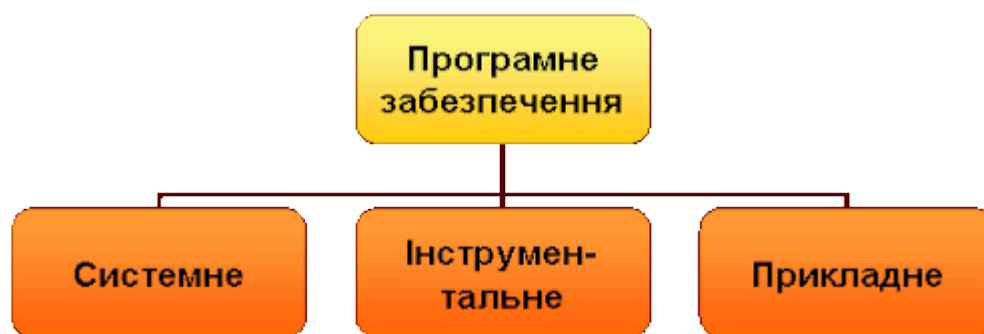 Програмне
забезпечення
Системне
Інструмен-
тальне
Прикладне